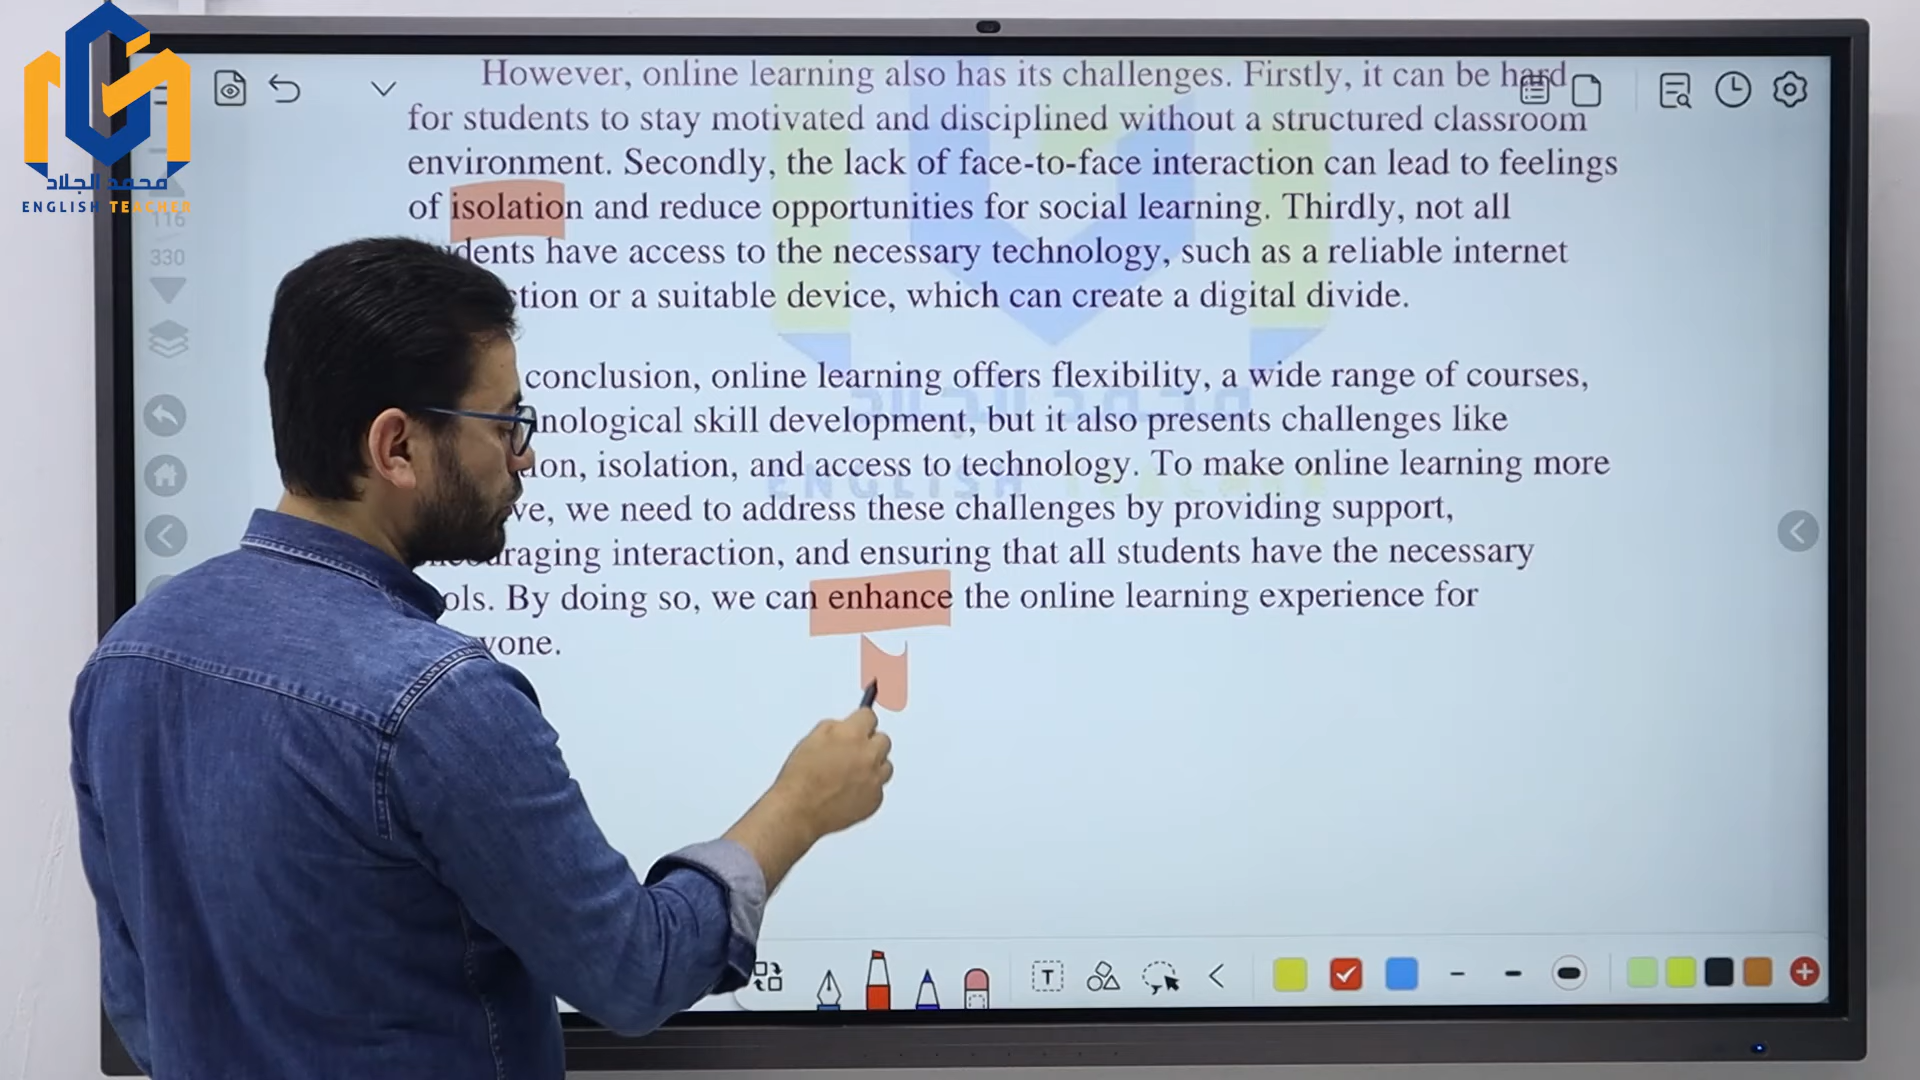 محمد الجلاد
ENGLISH TEACHER
116
330
However, online learning also has its challenges. Firstly, it can be hard
for students to stay motivated and disciplined without a structured classroom
environment. Secondly, the lack of face-to-face interaction can lead to feelings
of isolation and reduce opportunities for social learning. Thirdly, not all
dents have access to the necessary technology, such as a reliable internet
tion or a suitable device, which can create a digital divide.
conclusion, online learning offers flexibility, a wide range of courses,
nological skill development, but it also presents challenges like
ion, isolation, and access to technology. To make online learning more
ve, we need to address these challenges by providing support,
uraging interaction, and ensuring that all students have the necessary
ols. By doing so, we can enhance the online learning experience for
yone.
T